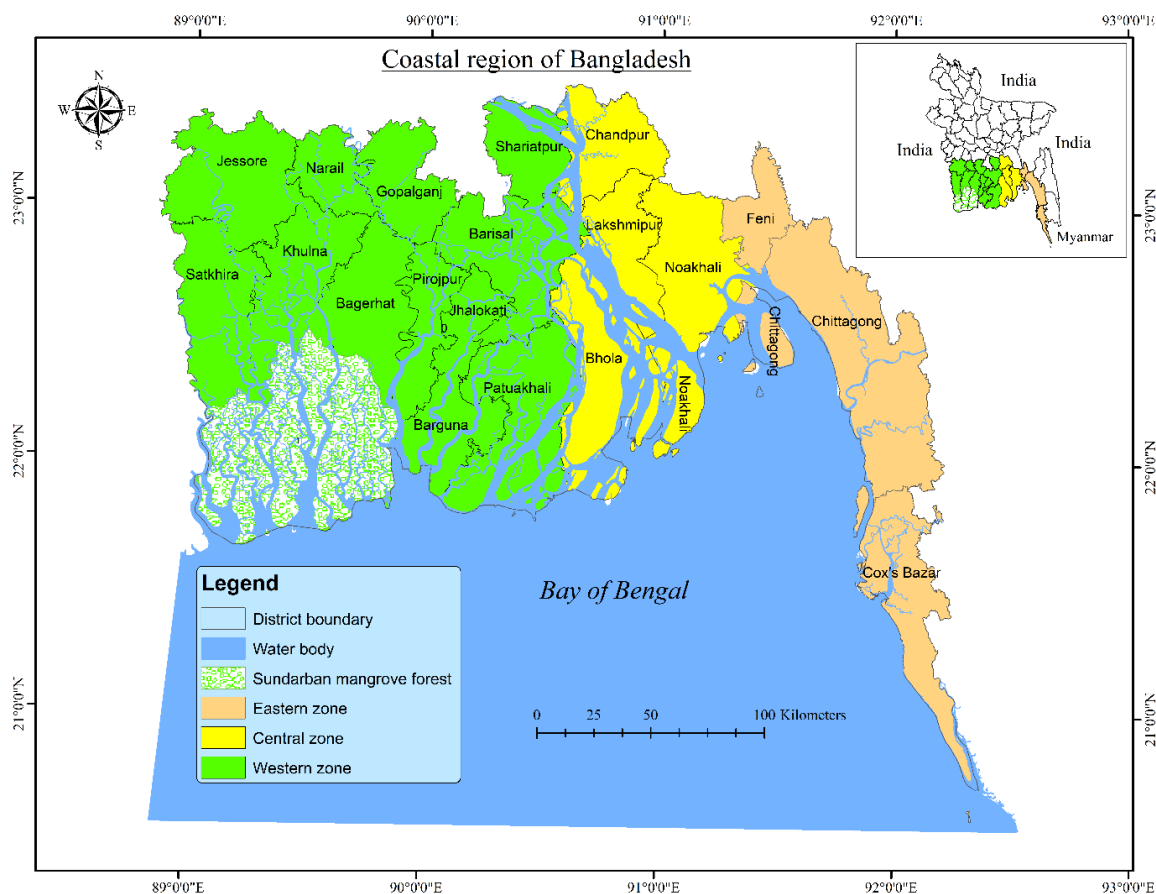 89°0'0"E
90°0'0"E
91°0'0"E
92°0'0"E
93°0'0"E
Coastal region of Bangladesh
N
W
E
S
India
India
India
Myanmar
23°0'0"N
22°0'0"N
21°0'0"N
23°0'0"N
22°0'0"N
21°0'0"N
Chandpur
Shariatpur
Jessore
Narail
Gopalganj
Feni
Lakshmipur
Barisal
Khulna
Noakhali
Satkhira
Pirojpur
Bagerhat
Jhalokati
Chittagong
0
Chittagong
Bhola
Patuakhali
Noakhali
Barguna
Cox's Bazar
Bay of Bengal
Legend
District boundary
Water body
Sundarban mangrove forest
Eastern zone
Central zone
Western zone
0 25 50 100 Kilometers
89°0'0"E
90°0'0"E
91°0'0"E
92°0'0"E
93°0'0"E